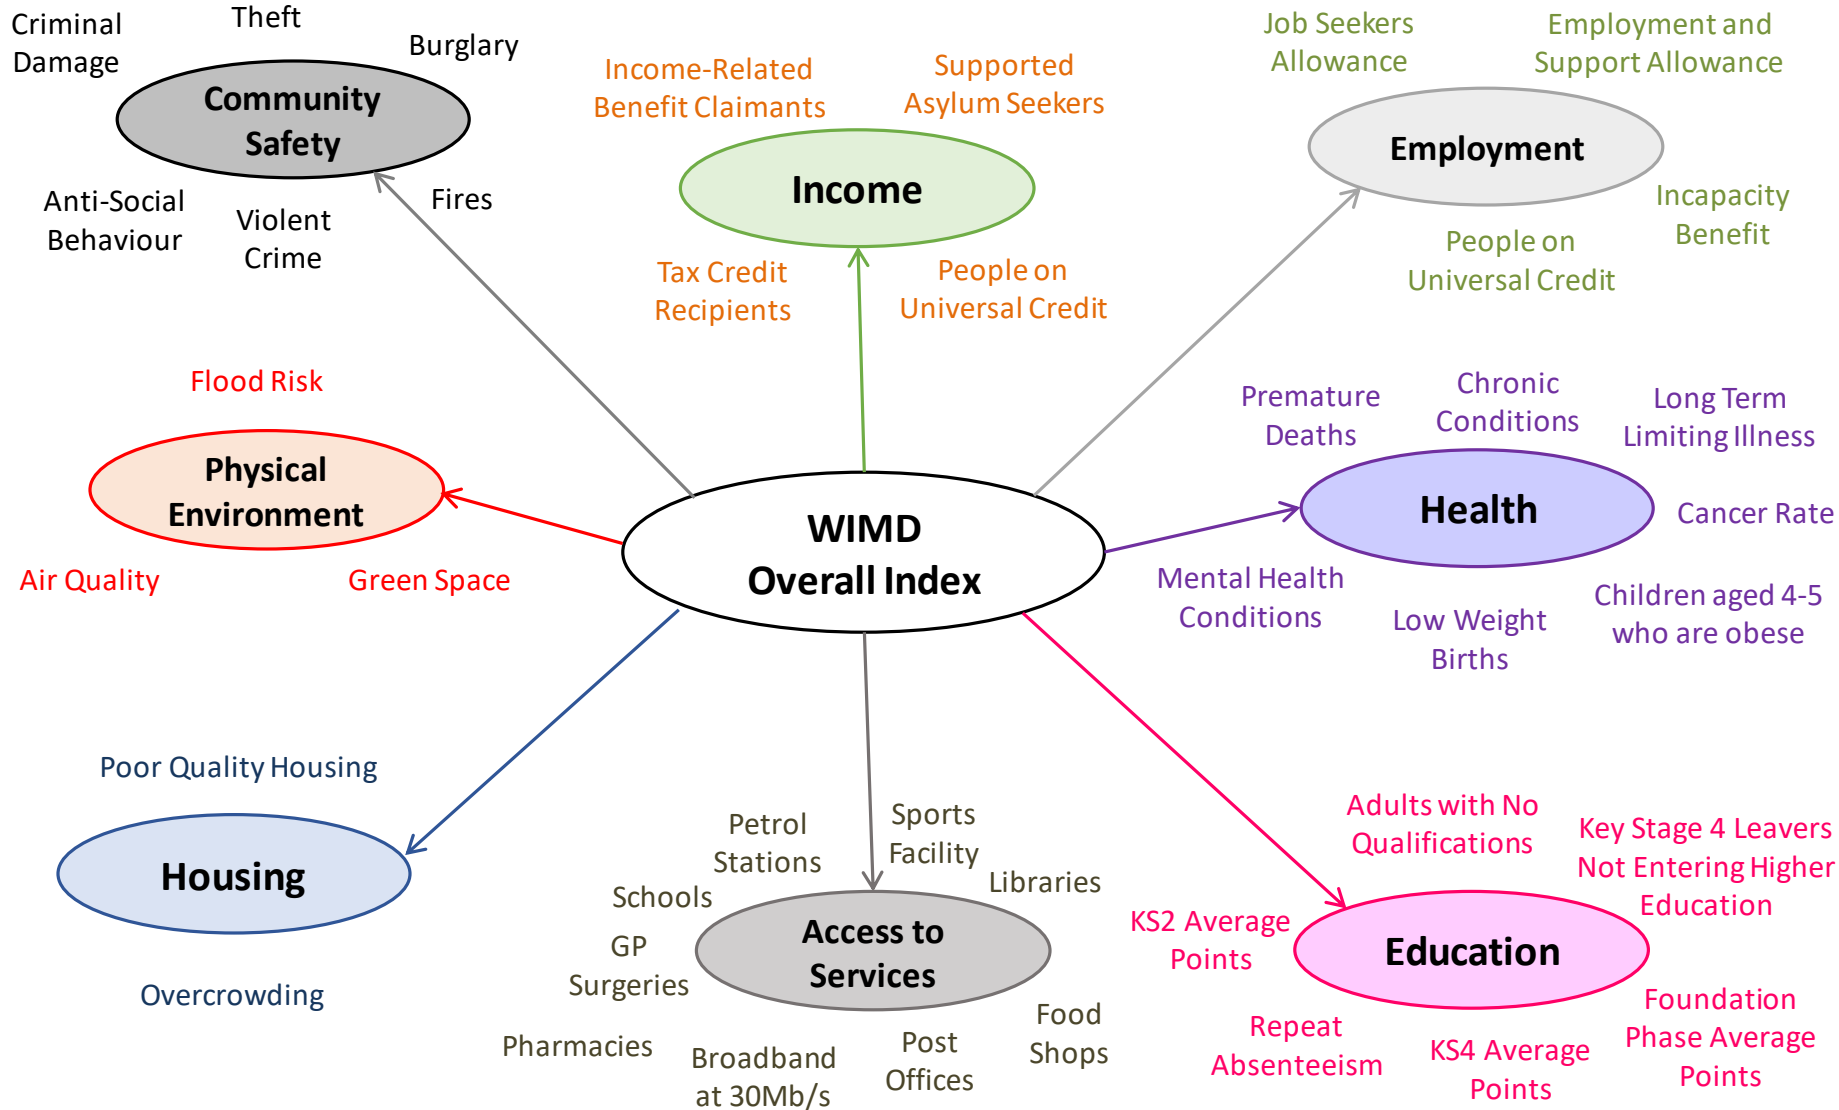 Criminal
Damage
Theft
Burglary
Community
Safety
Anti-Social
Behaviour
Violent
Crime
Fires
Income-Related
Benefit Claimants
Supported
Asylum Seekers
Income
Tax Credit
Recipients
People on
Universal Credit
Job Seekers
Allowance
Employment and
Support Allowance
Employment
Incapacity
Benefit
People on
Universal Credit
Flood Risk
Physical
Environment
Air Quality
Green Space
WIMD
Overall Index
Premature
Deaths
Chronic
Conditions
Long Term
Limiting Illness
Health
Cancer Rate
Mental Health
Conditions
Low Weight
Births
Children aged 4-5
who are obese
Poor Quality Housing
Housing
Overcrowding
Petrol
Stations
Sports
Facility
Schools
Libraries
GP
Surgeries
Access to
Services
Pharmacies
Broadband
at 30Mb/s
Post
Offices
Food
Shops
Adults with No
Qualifications
Key Stage 4 Leavers
Not Entering Higher
Education
KS2 Average
Points
Education
Repeat
Absenteeism
KS4 Average
Points
Foundation
Phase Average
Points